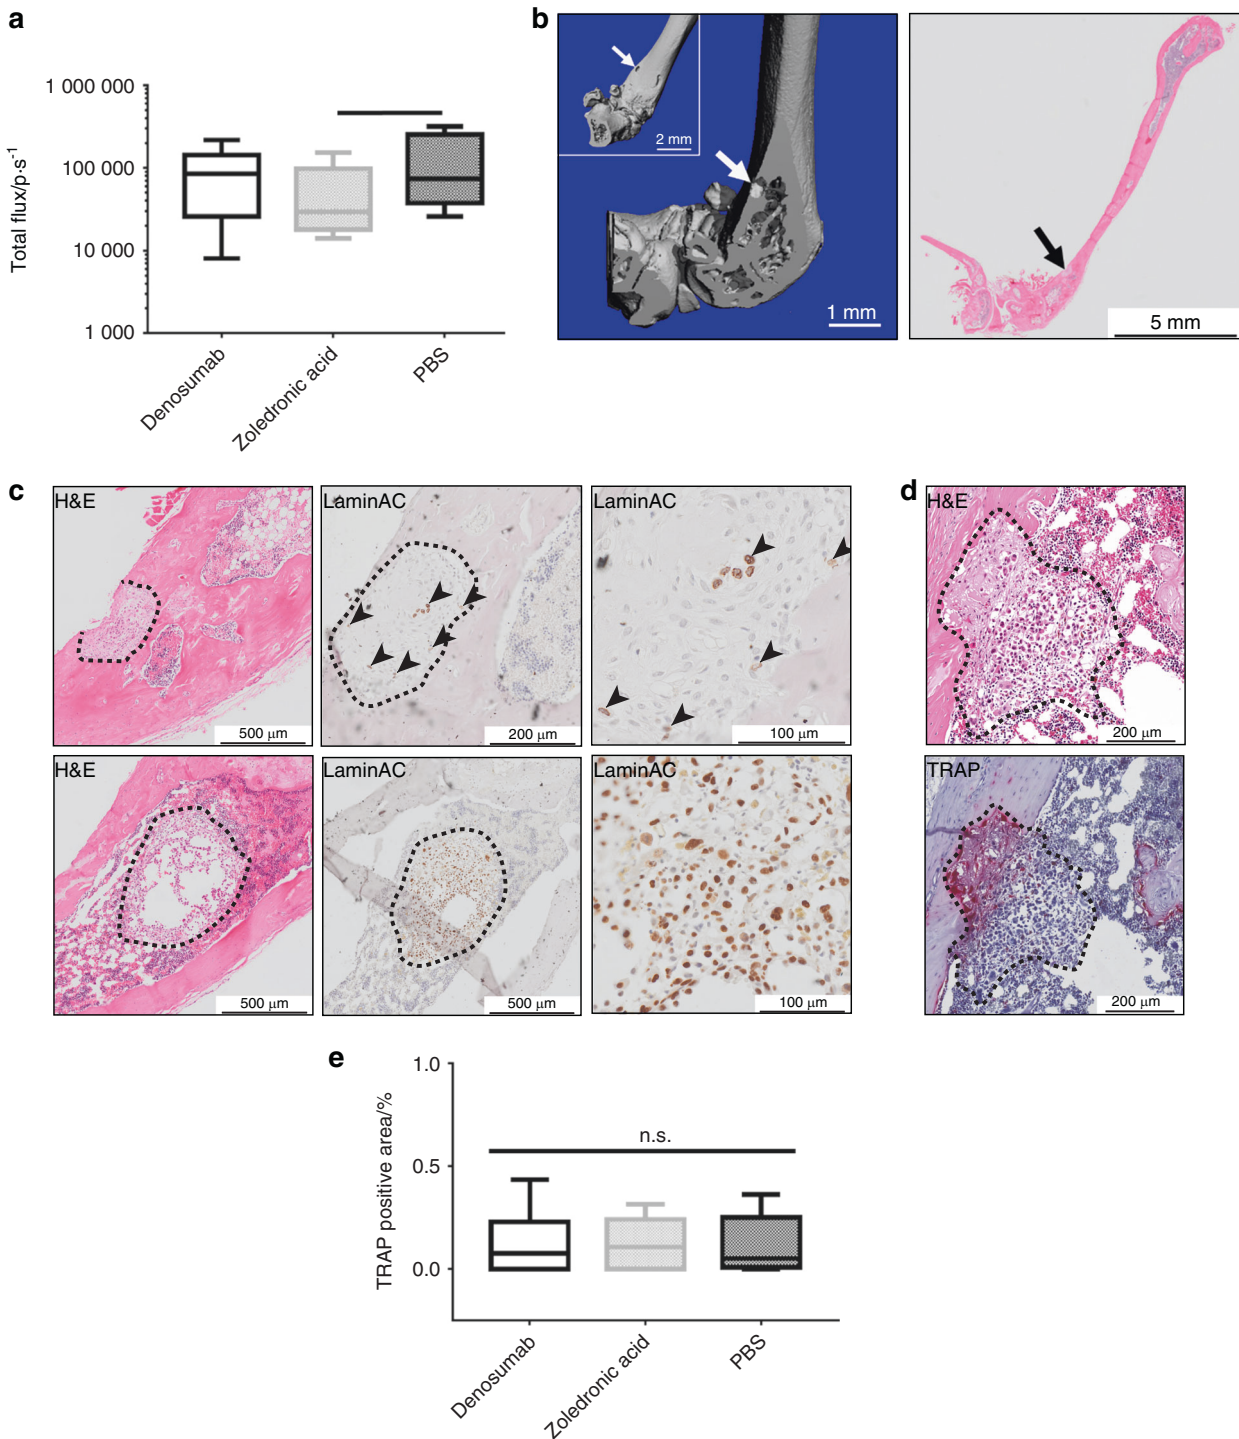 a
Total flux/p·s⁻¹
1 000 000
100 000
10 000
1 000
Denosumab
Zoledronic acid
PBS
b
2 mm
1 mm
5 mm
c
H&E
500 μm
LaminAC
200 μm
LaminAC
100 μm
H&E
500 μm
LaminAC
500 μm
LaminAC
100 μm
d
H&E
200 μm
TRAP
200 μm
e
TRAP positive area/%
1.0
0.5
0.0
n.s.
Denosumab
Zoledronic acid
PBS